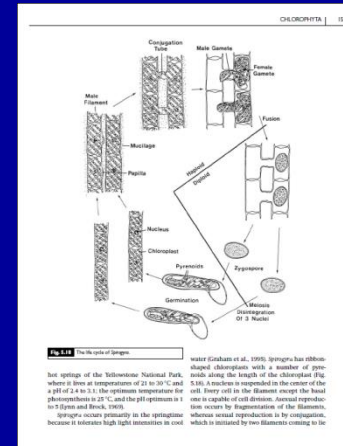 CHLOROPHYTA
Conjugation
Tube
Male Gamete
Female
Gamete
Male
Filament
Fusion
Mucilage
Papilla
Haploid
Diploid
Nucleus
Chloroplast
Pyrenoids
Zygospore
Germination
Meiosis
Disintegration
Of 3 Nuclei
Fig. 5.18 The life cycle of Spirogyra.
hot springs of the Yellowstone National Park,
where it lives at temperatures of 21 to 30 °C and
a pH of 2.4 to 3.1; the optimum temperature for
photosynthesis is 25 °C, and the pH optimum is 1
to 5 (Lynn and Brock, 1969).
Spirogyra occurs primarily in the springtime
because it tolerates high light intensities in cool
water (Graham et al., 1995). Spirogyra has ribbon-
shaped chloroplasts with a number of pyre-
noids along the length of the chloroplast (Fig.
5.18). A nucleus is suspended in the center of the
cell. Every cell in the filament except the basal
one is capable of cell division. Asexual reproduc-
tion occurs by fragmentation of the filaments,
whereas sexual reproduction is by conjugation,
which is initiated by two filaments coming to lie